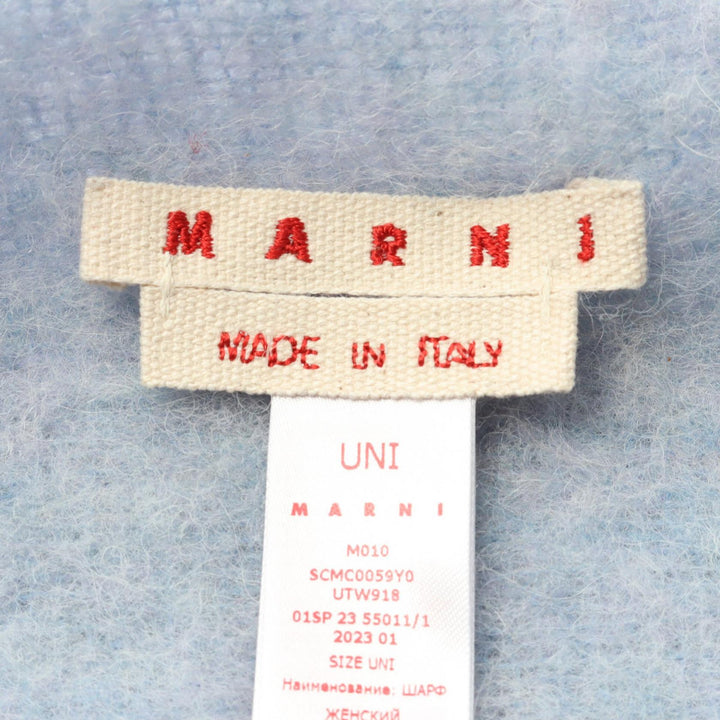 MARNI
MADE IN ITALY
UNI
MARNI
M010
SCMC0059Y0
UTW918
01SP 23 55011/1
2023 01
SIZE UNI
Наименование: ШАРФ
ЖЕНСКИЙ